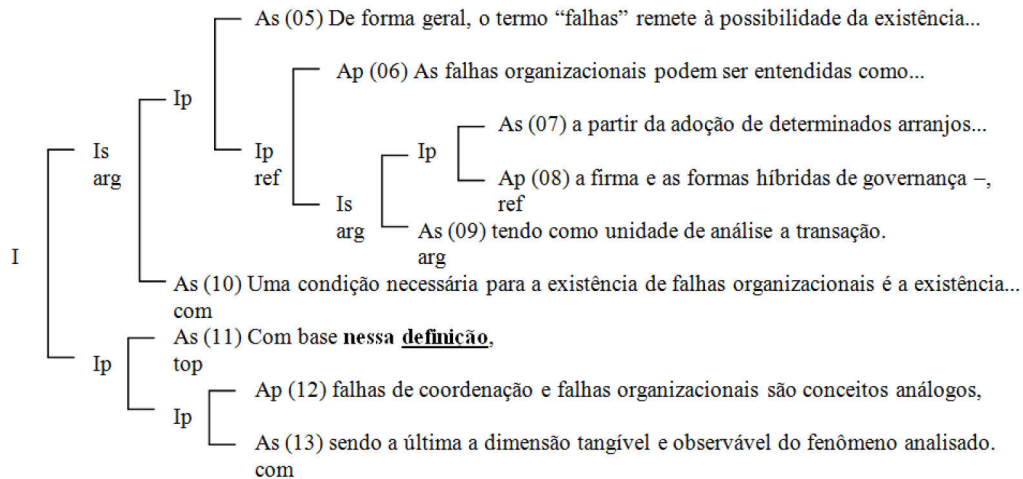 As (05) De forma geral, o termo “falhas” remete à possibilidade da existência...
Ap (06) As falhas organizacionais podem ser entendidas como...
Ip
As (07) a partir da adoção de determinados arranjos...
Is
arg
Ip
ref
Ip
Ap (08) a firma e as formas híbridas de governança –,
ref
Is
arg
As (09) tendo como unidade de análise a transação.
arg
I
As (10) Uma condição necessária para a existência de falhas organizacionais é a existência...
com
As (11) Com base nessa definição,
top
Ip
Ap (12) falhas de coordenação e falhas organizacionais são conceitos análogos,
Ip
As (13) sendo a última a dimensão tangível e observável do fenômeno analisado.
com